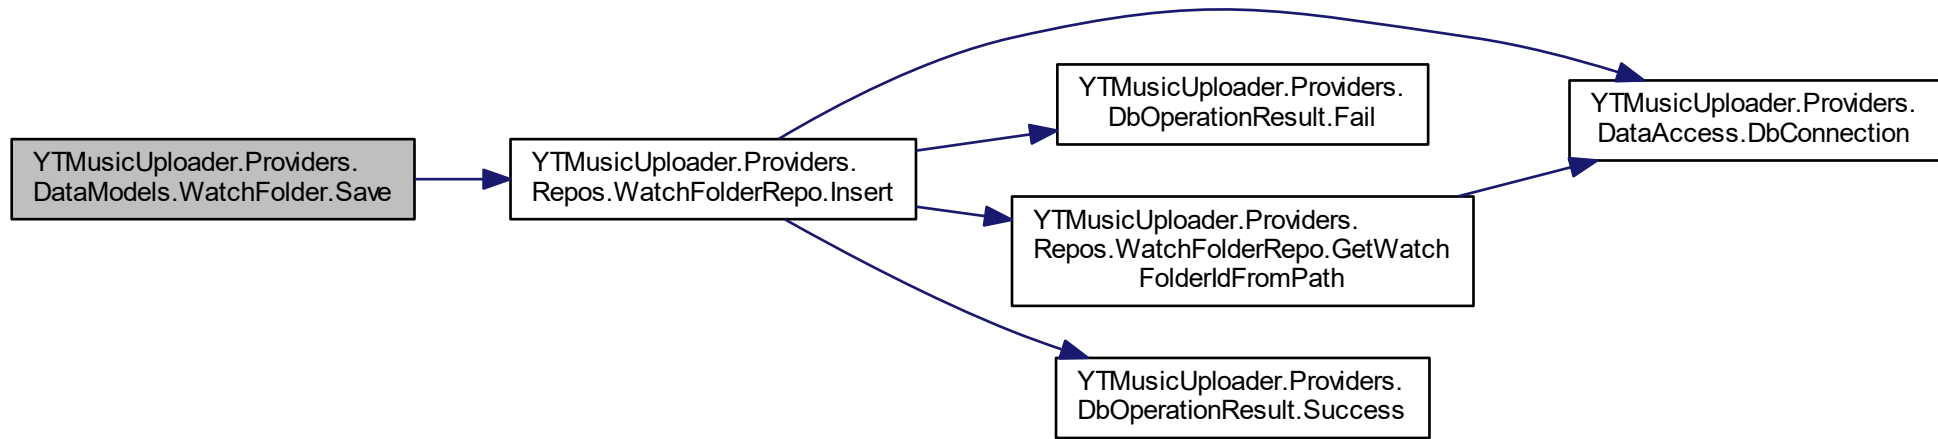 YTMusicUploader.Providers.
DataModels.WatchFolder.Save
YTMusicUploader.Providers.
Repos.WatchFolderRepo.Insert
YTMusicUploader.Providers.
DbOperationResult.Fail
YTMusicUploader.Providers.
Repos.WatchFolderRepo.GetWatch
FolderIdFromPath
YTMusicUploader.Providers.
DbOperationResult.Success
YTMusicUploader.Providers.
DataAccess.DbConnection